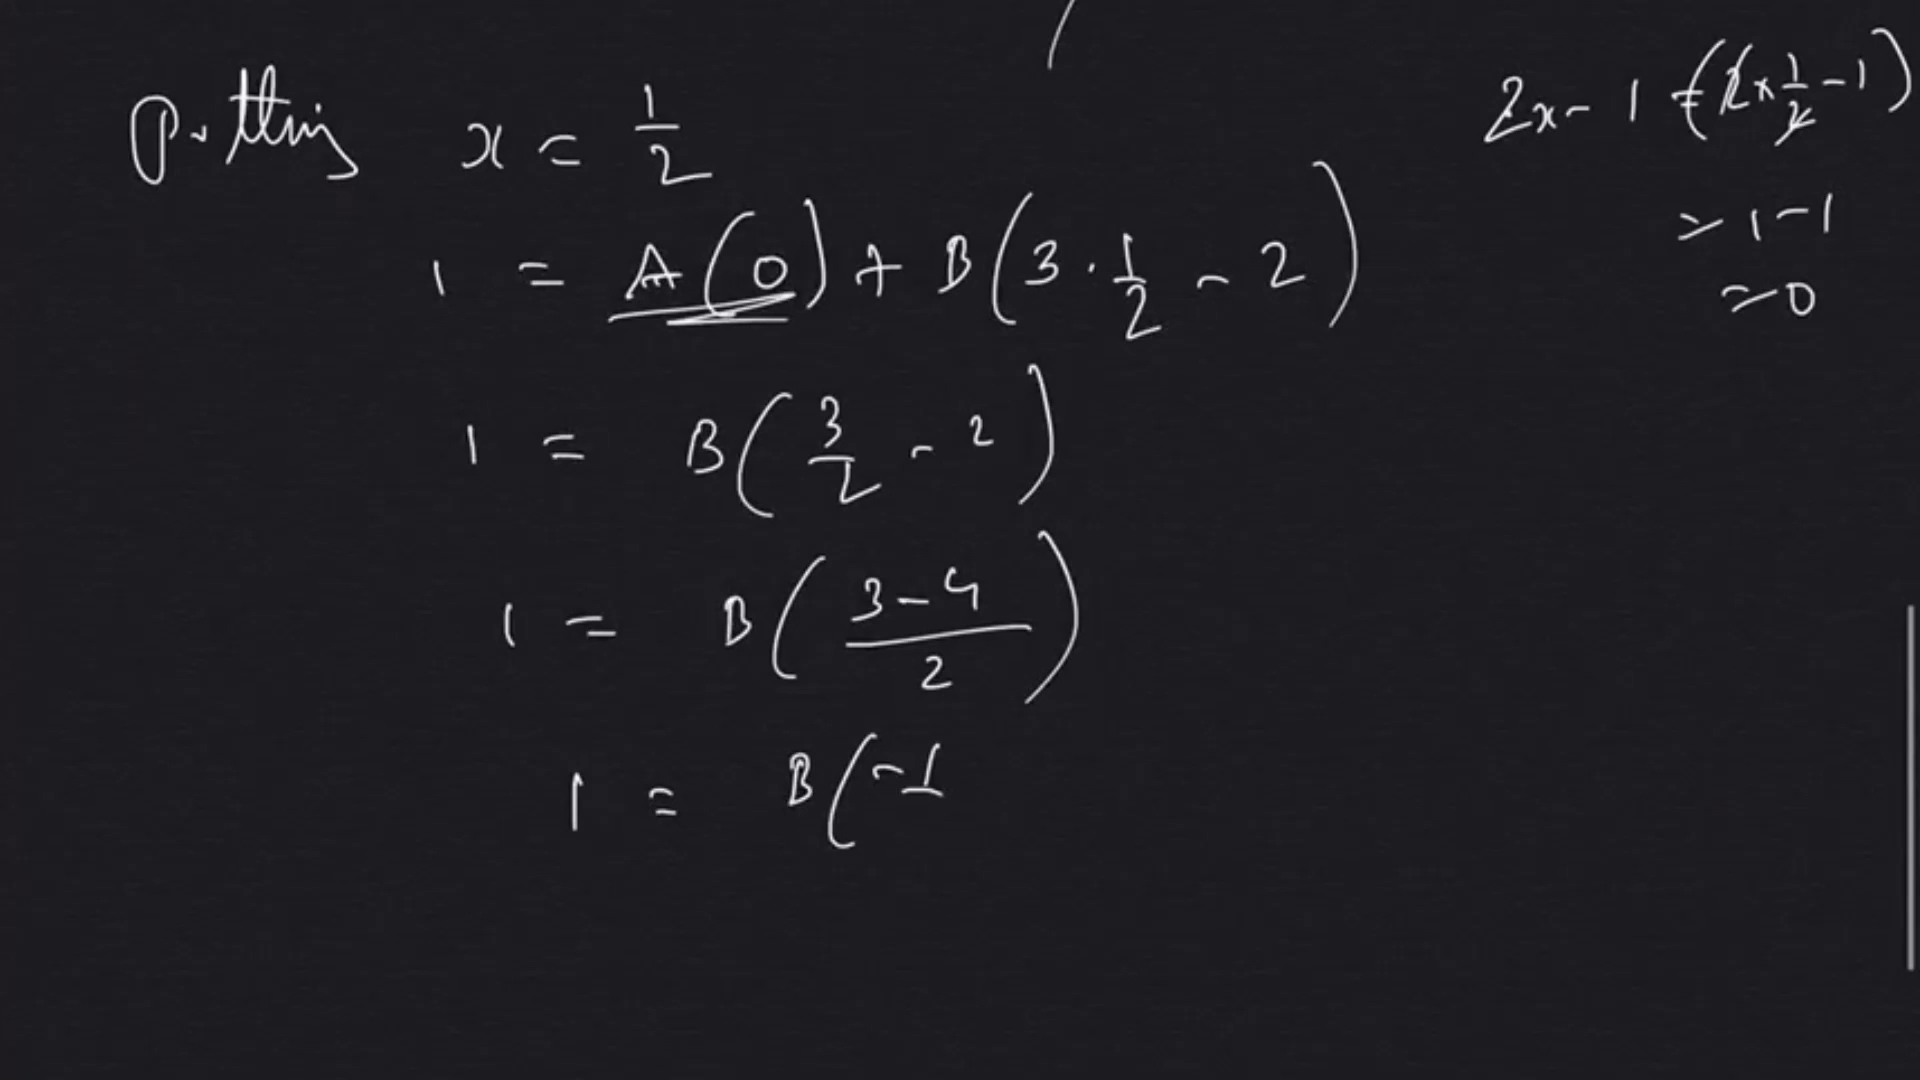 Putting x = 1/2
2x - 1 = (2 × 1/2 - 1)
= 1 - 1
= 0
1 = A(0) + B(3 · 1/2 - 2)
1 = B(3/2 - 2)
1 = B((3 - 4)/2)
1 = B(-1